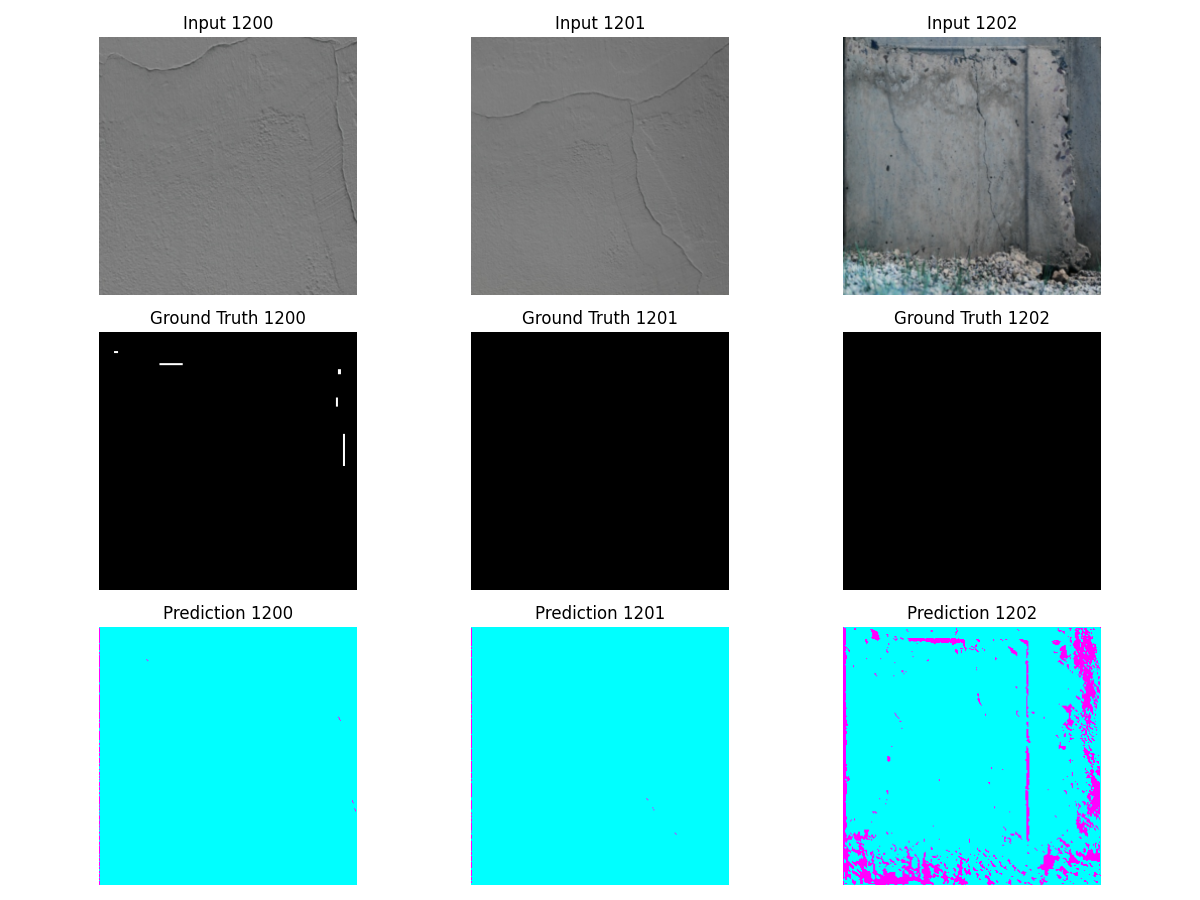 Input 1200
Input 1201
Input 1202
Ground Truth 1200
Ground Truth 1201
Ground Truth 1202
Prediction 1200
Prediction 1201
Prediction 1202